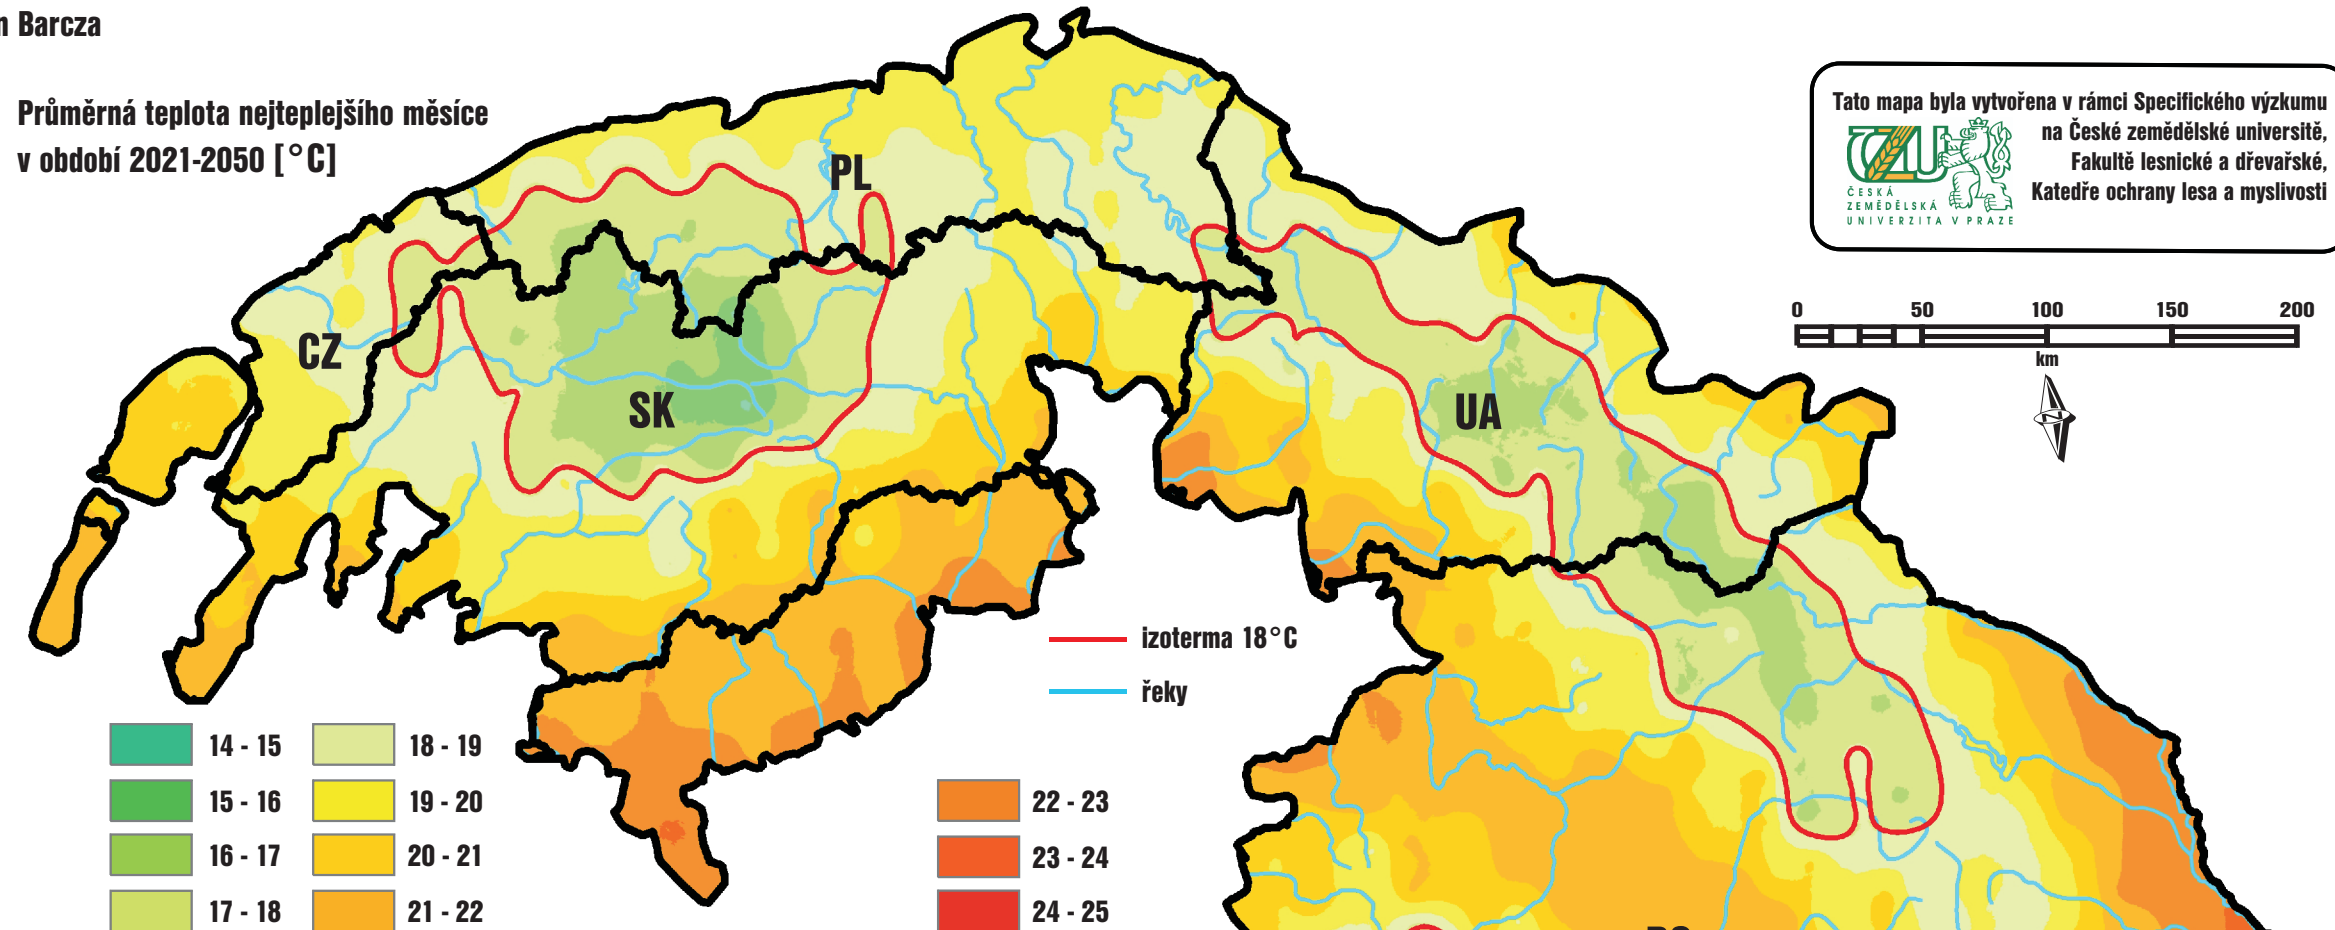 Barcza
Průměrná teplota nejteplejšího měsíce
v období 2021-2050 [°C]
Tato mapa byla vytvořena v rámci Specifického výzkumu
na České zemědělské universitě,
Fakultě lesnické a dřevařské,
Katedře ochrany lesa a myslivosti
ČZU
ČESKÁ
ZEMĚDĚLSKÁ
UNIVERZITA V PRAZE
PL
CZ
SK
UA
0 50 100 150 200
km
izoterma 18°C
řeky
14 - 15
15 - 16
16 - 17
17 - 18
18 - 19
19 - 20
20 - 21
21 - 22
22 - 23
23 - 24
24 - 25